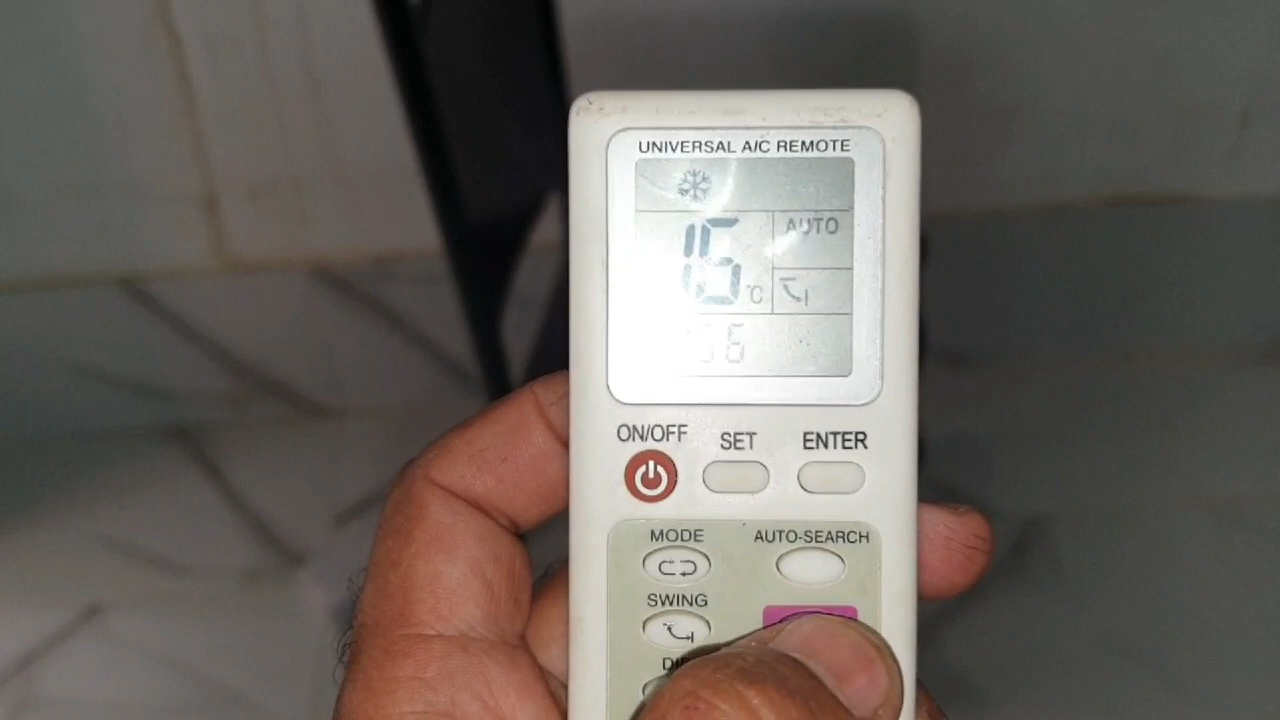 UNIVERSAL A/C REMOTE
AUTO
16 °C
ON/OFF SET ENTER
MODE AUTO-SEARCH
SWING